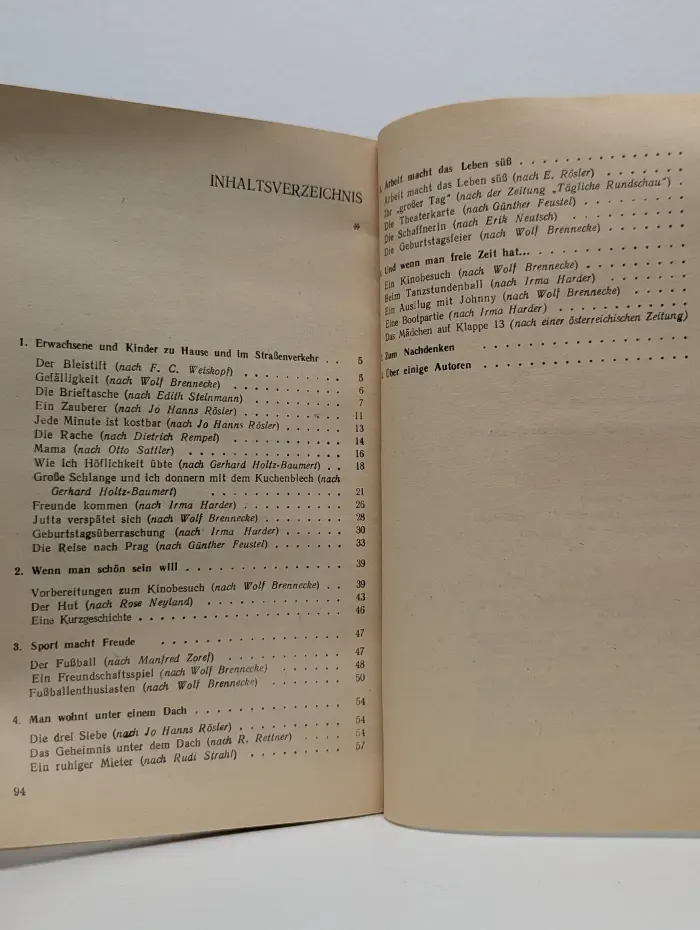 INHALTSVERZEICHNIS
*
1. Erwachsene und Kinder zu Hause und im Straßenverkehr . . 5
Der Bleistift (nach F. C. Weiskopf) . . . . . . . . . 5
Gefälligkeit (nach Wolf Brennecke) . . . . . . . . . 6
Die Brieftasche (nach Edith Steinmann) . . . . . . . 7
Ein Zauberer (nach Jo Hanns Rösler) . . . . . . . . 11
Jede Minute ist kostbar (nach Jo Hanns Rösler) . . . . . 13
Die Rache (nach Dietrich Rempel) . . . . . . . . . 14
Mama (nach Otto Sattler) . . . . . . . . . . . . 16
Wie ich Höflichkeit übte (nach Gerhard Holtz-Baumert) . . 18
Große Schlange und ich donnern mit dem Kuchenblech (nach
Gerhard Holtz-Baumert) . . . . . . . . . . 21
Freunde kommen (nach Irma Harder) . . . . . . . . 26
Jutta verspätet sich (nach Wolf Brennecke) . . . . . . 28
Geburtstagsüberraschung (nach Irma Harder) . . . . . 30
Die Reise nach Prag (nach Günther Feustel) . . . . . . 33
2. Wenn man schön sein will . . . . . . . . . . . . 39
Vorbereitungen zum Kinobesuch (nach Wolf Brennecke) . . 39
Der Hut (nach Rose Neyland) . . . . . . . . . . 43
Eine Kurzgeschichte . . . . . . . . . . . . . . . 46
3. Sport macht Freude . . . . . . . . . . . . . 47
Der Fußball (nach Manfred Zoref) . . . . . . . . . 47
Ein Freundschaftsspiel (nach Wolf Brennecke) . . . . . 48
Fußballenthusiasten (nach Wolf Brennecke) . . . . . . 50
4. Man wohnt unter einem Dach . . . . . . . . . . . 54
Die drei Siebe (nach Jo Hanns Rösler) . . . . . . . . 54
Das Geheimnis unter dem Dach (nach R. Rettner) . . . . 54
Ein ruhiger Mieter (nach Rudi Strahl) . . . . . . . . 57
94
Arbeit macht das Leben süß . . . . . . . . . . . .
Arbeit macht das Leben süß (nach E. Rösler) . . . . . .
Ihr „großer Tag“ (nach der Zeitung „Tägliche Rundschau“) .
Die Theaterkarte (nach Günther Feustel) . . . . . . .
Die Schaffnerin (nach Erik Neutsch) . . . . . . . .
Die Geburtstagsfeier (nach Wolf Brennecke) . . . . . .
Und wenn man freie Zeit hat... . . . . . . . . . . .
Ein Kinobesuch (nach Wolf Brennecke) . . . . . . . .
Beim Tanzstundenball (nach Irma Harder) . . . . . . .
Ein Ausflug mit Johnny (nach Wolf Brennecke) . . . . .
Eine Bootpartie (nach Irma Harder) . . . . . . . . .
Das Mädchen auf Klappe 13 (nach einer österreichischen Zeitung)
Zum Nachdenken . . . . . . . . . . . . . . .
Über einige Autoren . . . . . . . . . . . . . . .